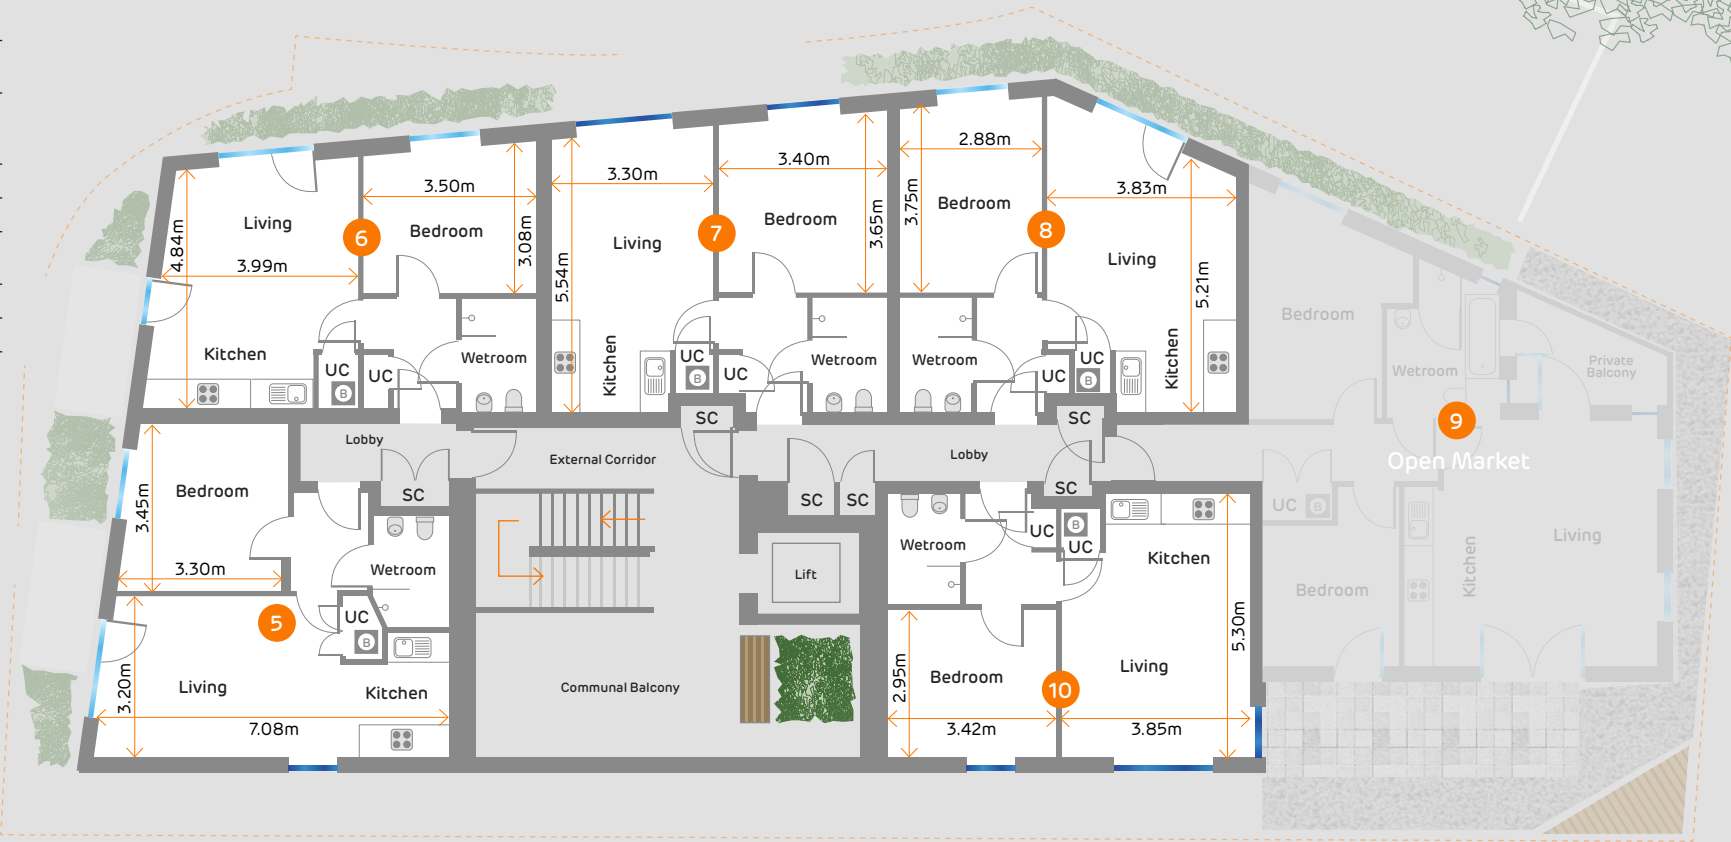 4.84m
Living
3.99m
Kitchen
6
3.50m
Bedroom
3.08m
UC
B
UC
Wetroom
3.30m
Living
5.54m
Kitchen
7
3.40m
Bedroom
3.65m
UC
B
UC
Wetroom
SC
2.88m
3.75m
Bedroom
8
3.83m
Living
5.21m
Kitchen
Wetroom
UC
UC
B
SC
Lobby
SC
External Corridor
Lobby
SC
SC
SC
Bedroom
3.45m
3.30m
Wetroom
5
UC
B
3.20m
Living
Kitchen
7.08m
Lift
Communal Balcony
Wetroom
UC
B
UC
Kitchen
5.30m
Living
Bedroom
2.95m
10
3.42m
3.85m
Bedroom
Wetroom
Private
Balcony
9
Open Market
UC
B
Living
Kitchen
Bedroom